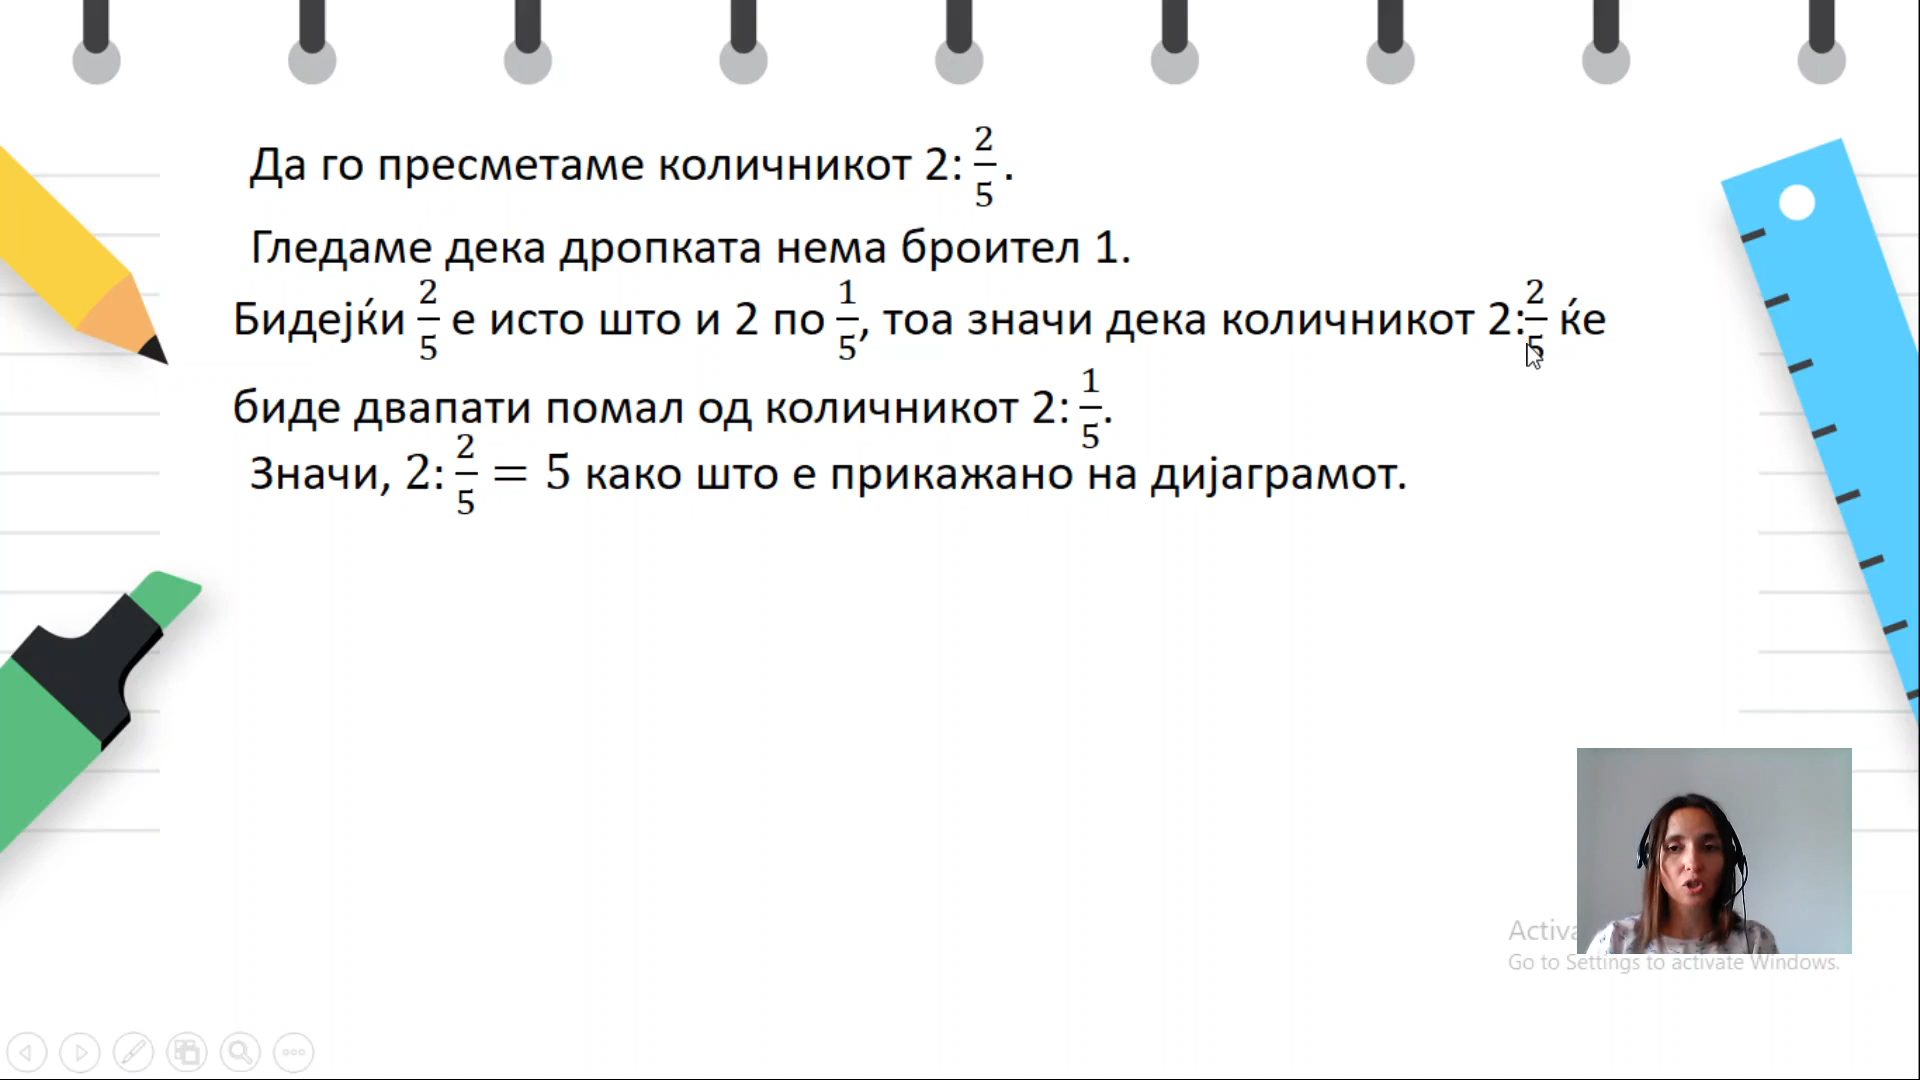 Да го пресметаме количникот 2: 2/5.
Гледаме дека дропката нема броител 1.
Бидејќи 2/5 е исто што и 2 по 1/5, тоа значи дека количникот 2: 2/5 ќе
биде двапати помал од количникот 2: 1/5.
Значи, 2: 2/5 = 5 како што е прикажано на дијаграмот.
Go to Settings to activate Windows.